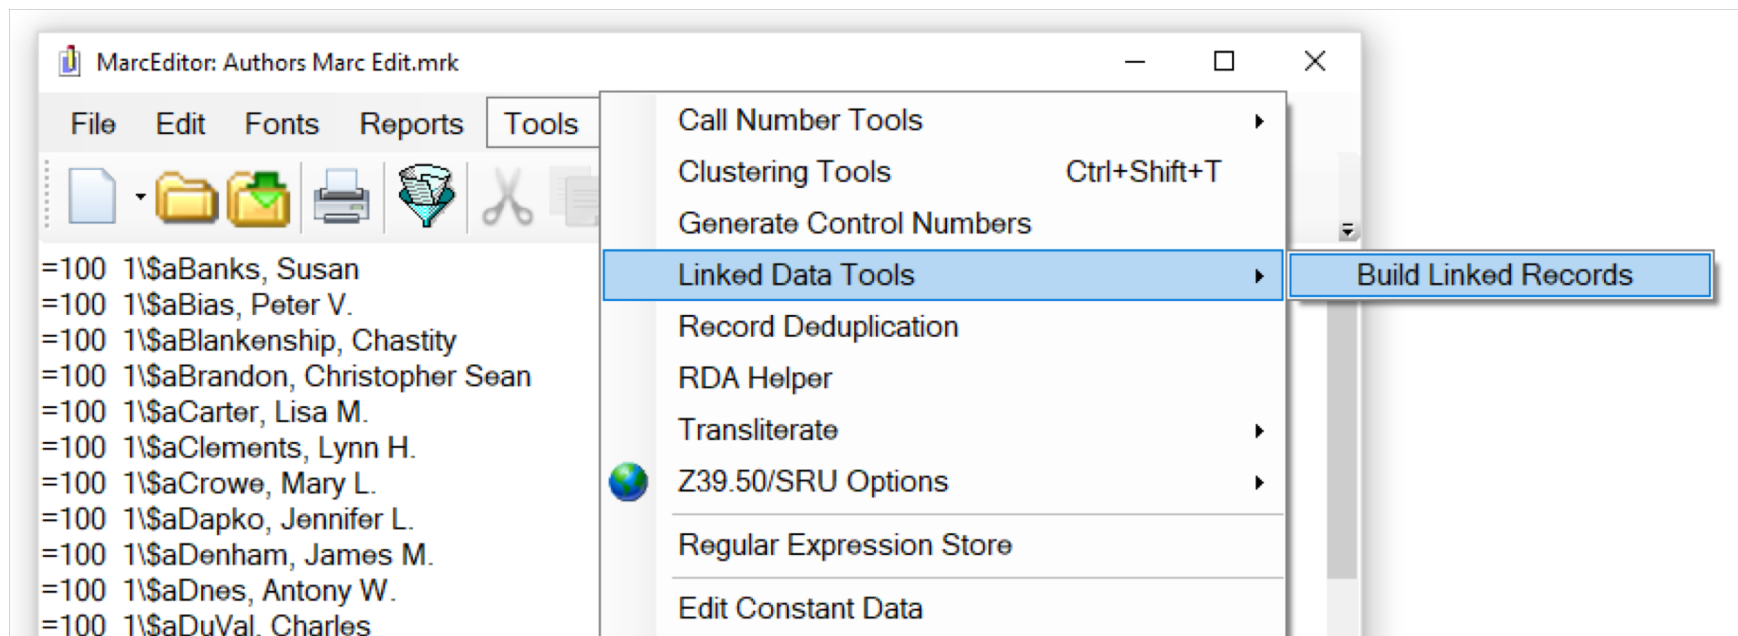 MarcEditor: Authors Marc Edit.mrk
File Edit Fonts Reports Tools
Call Number Tools
Clustering Tools Ctrl+Shift+T
Generate Control Numbers
Linked Data Tools
Build Linked Records
Record Deduplication
RDA Helper
Transliterate
Z39.50/SRU Options
Regular Expression Store
Edit Constant Data
=100 1\$aBanks, Susan
=100 1\$aBias, Peter V.
=100 1\$aBlankenship, Chastity
=100 1\$aBrandon, Christopher Sean
=100 1\$aCarter, Lisa M.
=100 1\$aClements, Lynn H.
=100 1\$aCrowe, Mary L.
=100 1\$aDapko, Jennifer L.
=100 1\$aDenham, James M.
=100 1\$aDnes, Antony W.
=100 1\$aDuVal, Charles